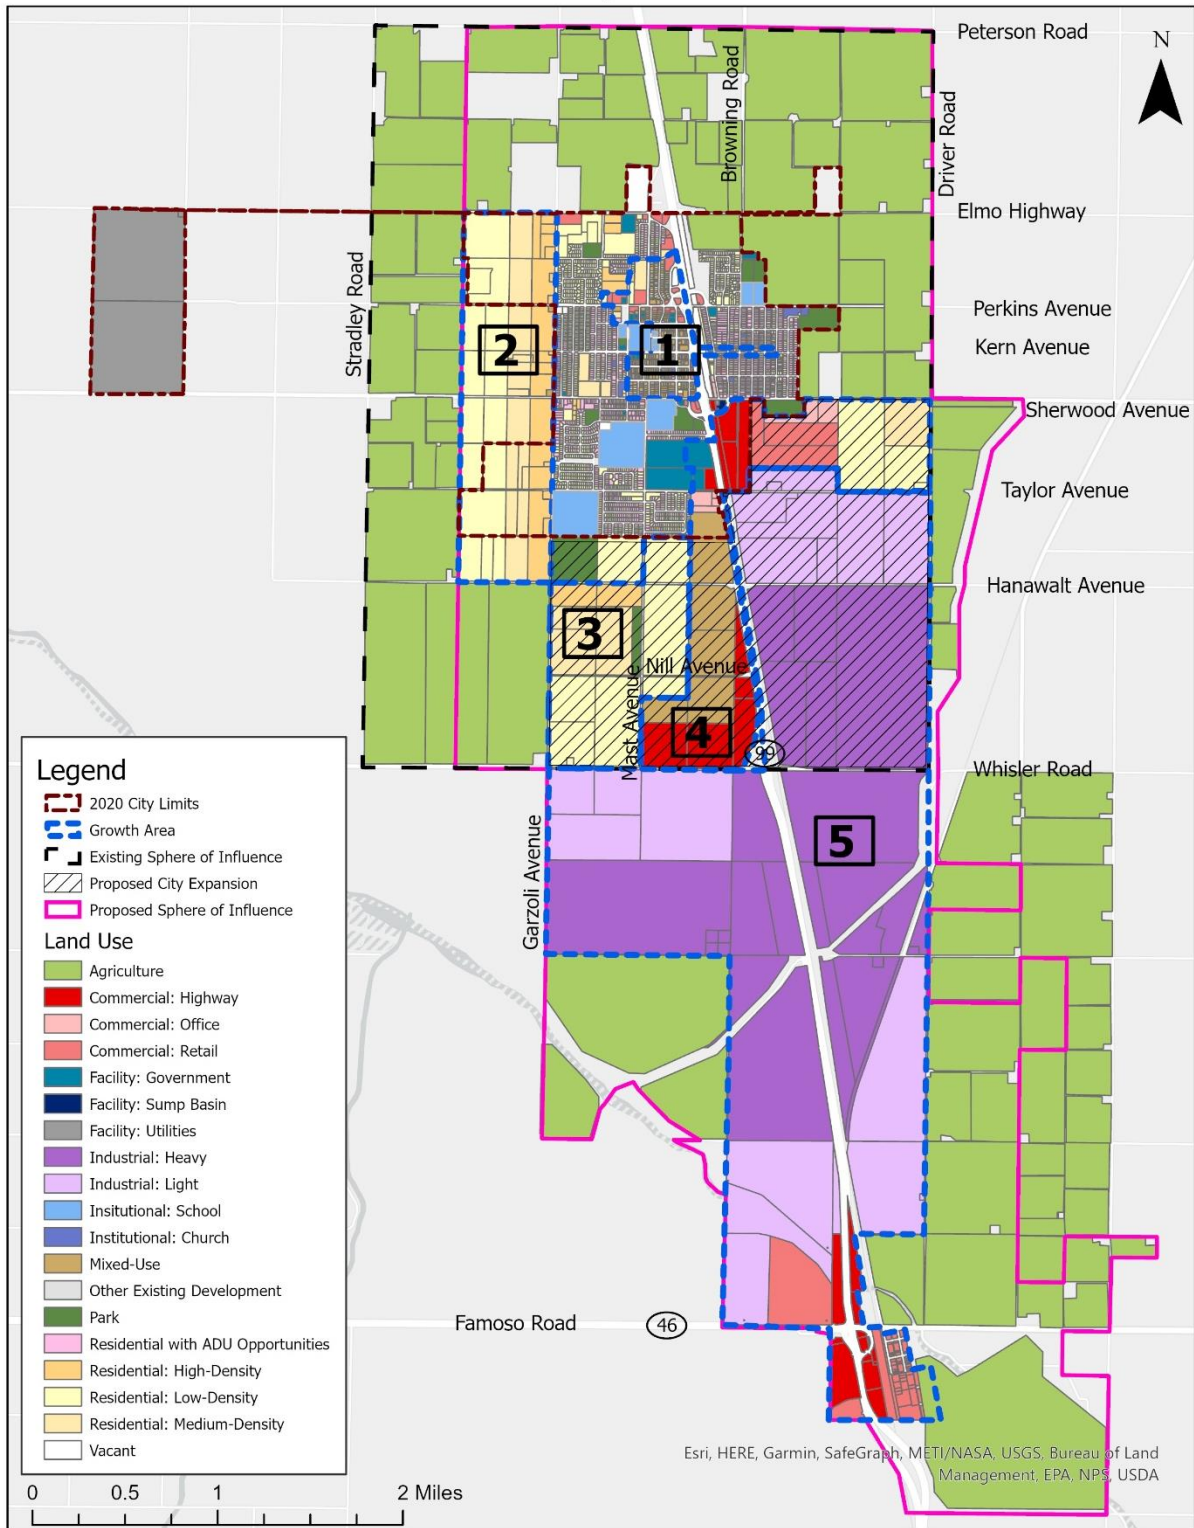 Peterson Road
N
Browning Road
Driver Road
Elmo Highway
Stradley Road
Perkins Avenue
2
1
Kern Avenue
Sherwood Avenue
Taylor Avenue
Hanawalt Avenue
3
Nill Avenue
Mast Avenue
4
99
Whisler Road
5
Garzoli Avenue
Legend
2020 City Limits
Growth Area
Existing Sphere of Influence
Proposed City Expansion
Proposed Sphere of Influence
Land Use
Agriculture
Commercial: Highway
Commercial: Office
Commercial: Retail
Facility: Government
Facility: Sump Basin
Facility: Utilities
Industrial: Heavy
Industrial: Light
Insitutional: School
Institutional: Church
Mixed-Use
Other Existing Development
Park
Residential with ADU Opportunities
Residential: High-Density
Residential: Low-Density
Residential: Medium-Density
Vacant
Famoso Road
46
Esri, HERE, Garmin, SafeGraph, METI/NASA, USGS, Bureau of Land
Management, EPA, NPS, USDA
0 0.5 1 2 Miles